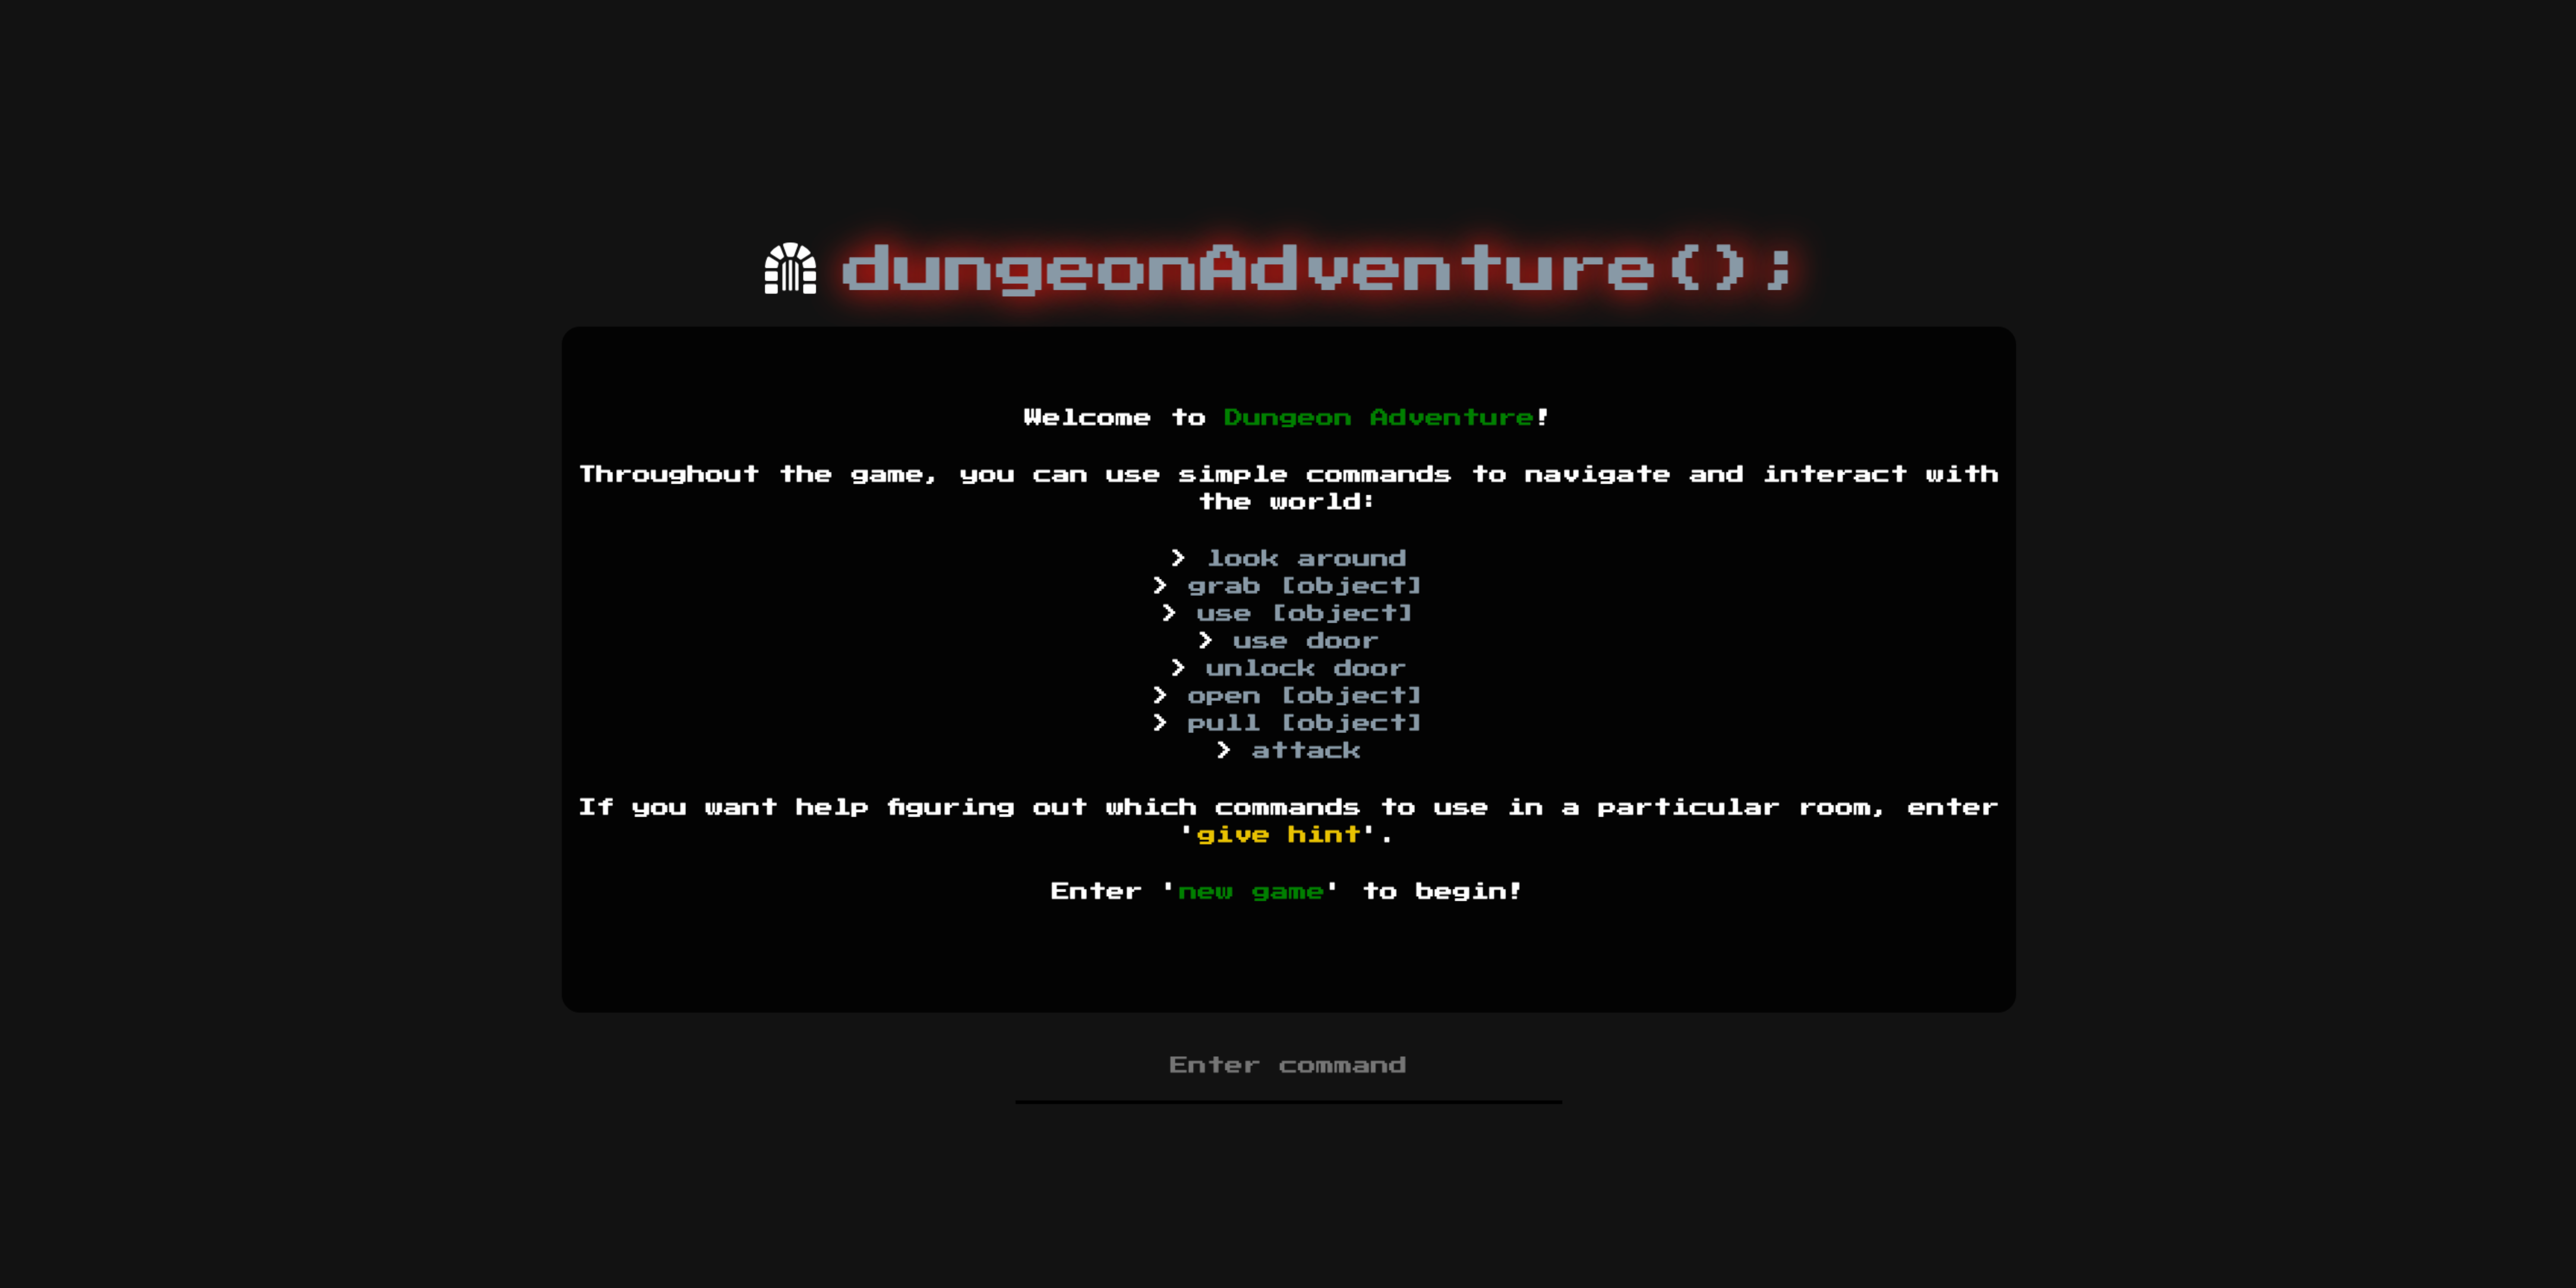 dungeonAdventure();
Welcome to Dungeon Adventure!
Throughout the game, you can use simple commands to navigate and interact with
the world:
> look around
> grab [object]
> use [object]
> use door
> unlock door
> open [object]
> pull [object]
> attack
If you want help figuring out which commands to use in a particular room, enter
'give hint'.
Enter 'new game' to begin!
Enter command